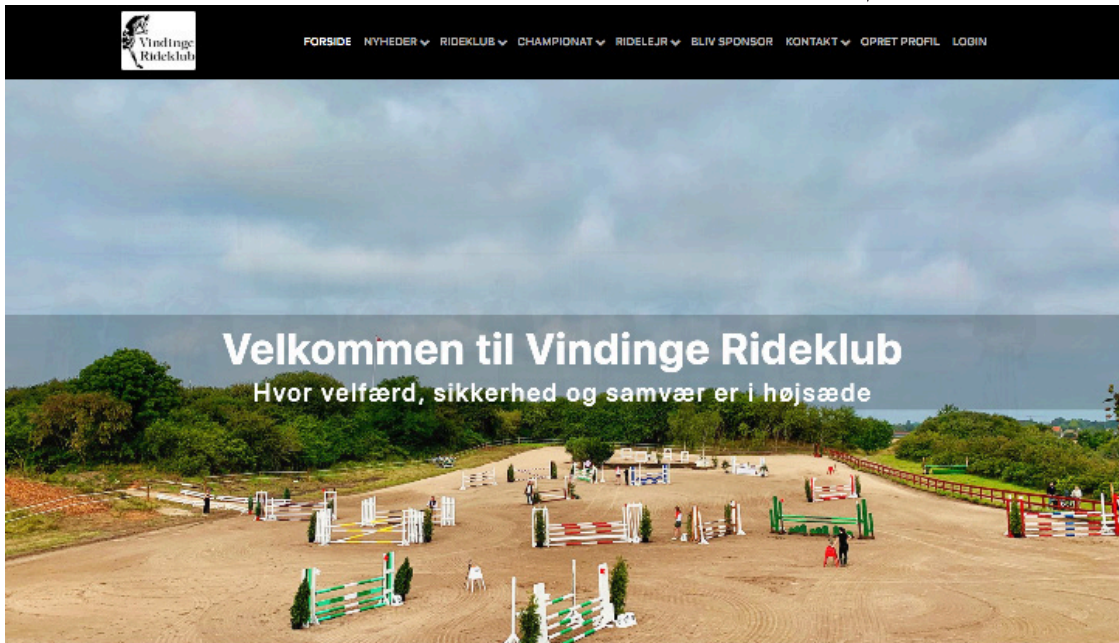 Vindinge
Rideklub
FORSIDE NYHEDER RIDEKLUB CHAMPIONAT RIDELEJR BLIV SPONSOR KONTAKT OPRET PROFIL LOGIN
Velkommen til Vindinge Rideklub
Hvor velfærd, sikkerhed og samvær er i højsæde